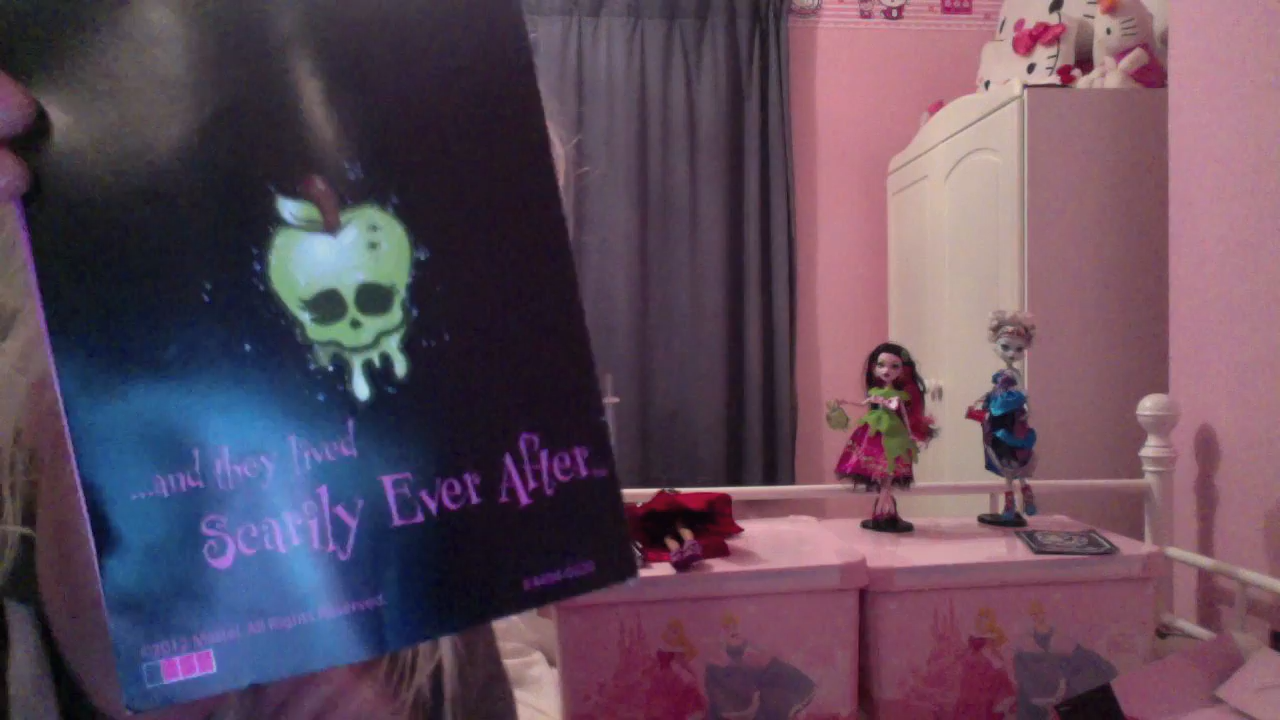 ...and they lived
Scarily Ever After...
©2012 Mattel. All Rights Reserved.